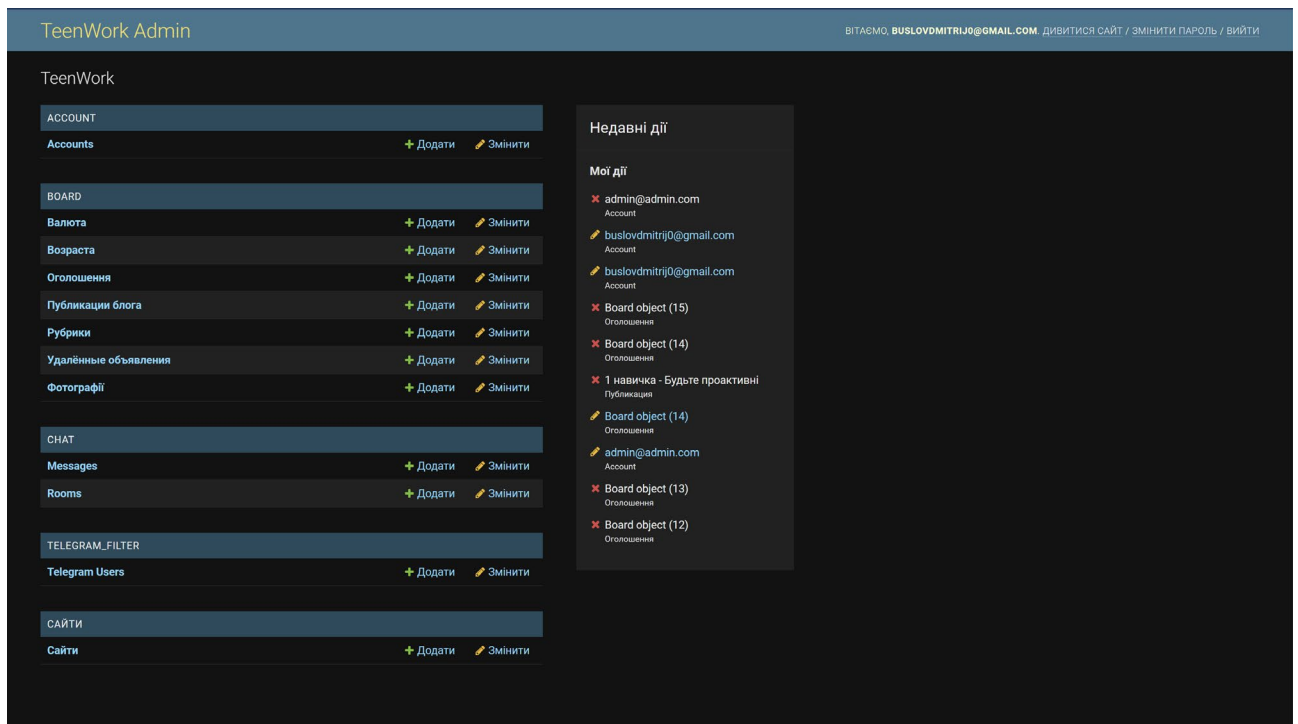 TeenWork Admin
ВІТАЄМО, BUSLOVDMITRIJ0@GMAIL.COM. ДИВИТИСЯ САЙТ / ЗМІНИТИ ПАРОЛЬ / ВИЙТИ
TeenWork
ACCOUNT
Accounts + Додати Змінити
BOARD
Валюта + Додати Змінити
Возраста + Додати Змінити
Оголошення + Додати Змінити
Публикации блога + Додати Змінити
Рубрики + Додати Змінити
Удалённые объявления + Додати Змінити
Фотографії + Додати Змінити
CHAT
Messages + Додати Змінити
Rooms + Додати Змінити
TELEGRAM_FILTER
Telegram Users + Додати Змінити
САЙТИ
Сайти + Додати Змінити
Недавні дії
Мої дії
admin@admin.com
Account
buslovdmitrij0@gmail.com
Account
buslovdmitrij0@gmail.com
Account
Board object (15)
Оголошення
Board object (14)
Оголошення
1 навичка - Будьте проактивні
Публикация
Board object (14)
Оголошення
admin@admin.com
Account
Board object (13)
Оголошення
Board object (12)
Оголошення